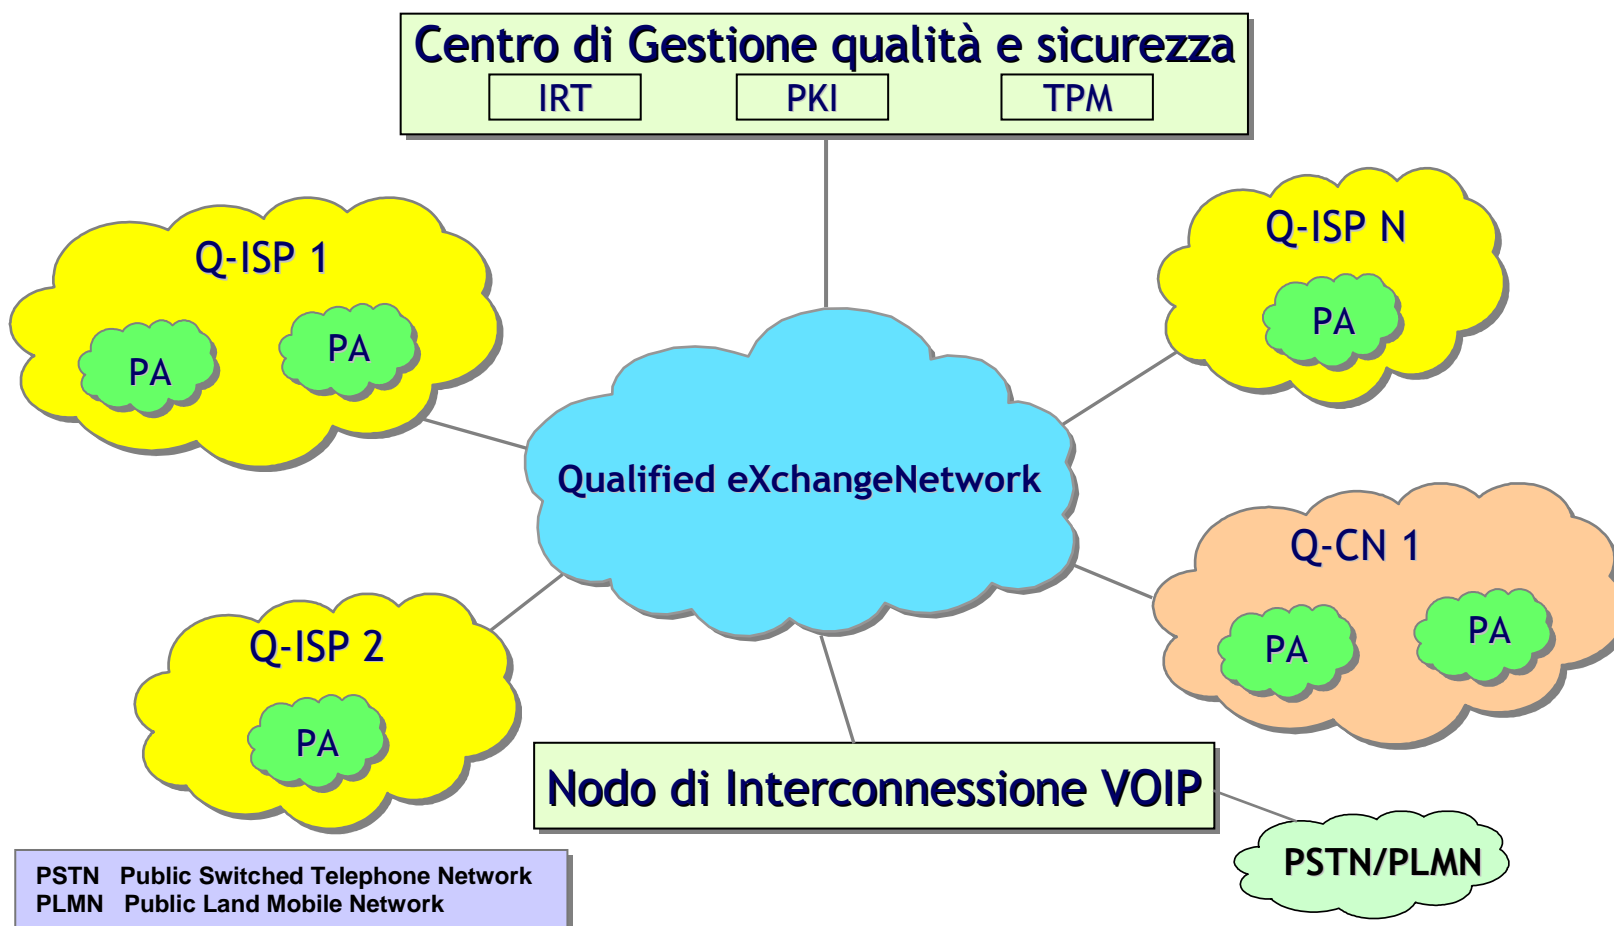 Centro di Gestione qualità e sicurezza
IRT PKI TPM
Q-ISP 1
PA
PA
Q-ISP N
PA
Qualified eXchangeNetwork
Q-CN 1
PA
PA
Q-ISP 2
PA
Nodo di Interconnessione VOIP
PSTN/PLMN
PSTN Public Switched Telephone Network
PLMN Public Land Mobile Network